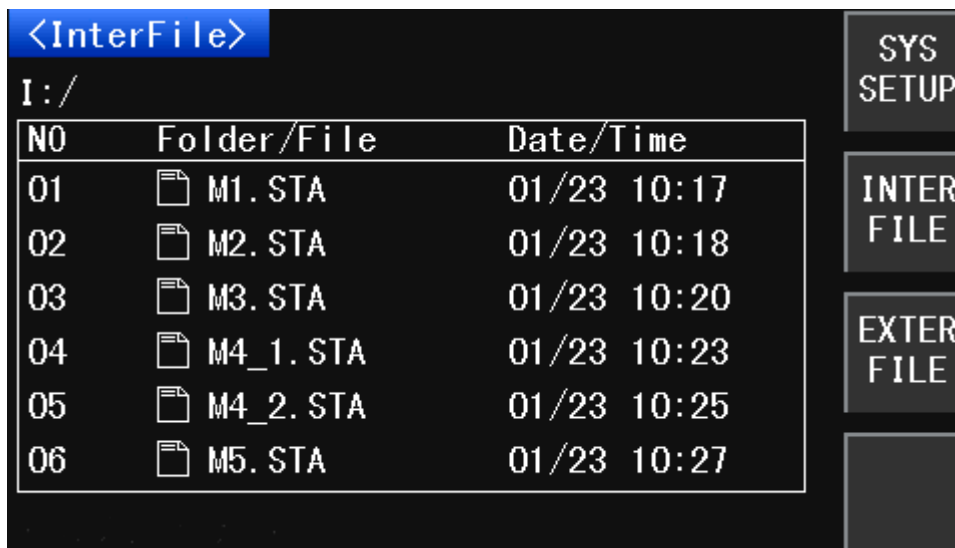 <InterFile>
I:/
NO Folder/File Date/Time
01 M1.STA 01/23 10:17
02 M2.STA 01/23 10:18
03 M3.STA 01/23 10:20
04 M4_1.STA 01/23 10:23
05 M4_2.STA 01/23 10:25
06 M5.STA 01/23 10:27
SYS
SETUP
INTER
FILE
EXTER
FILE